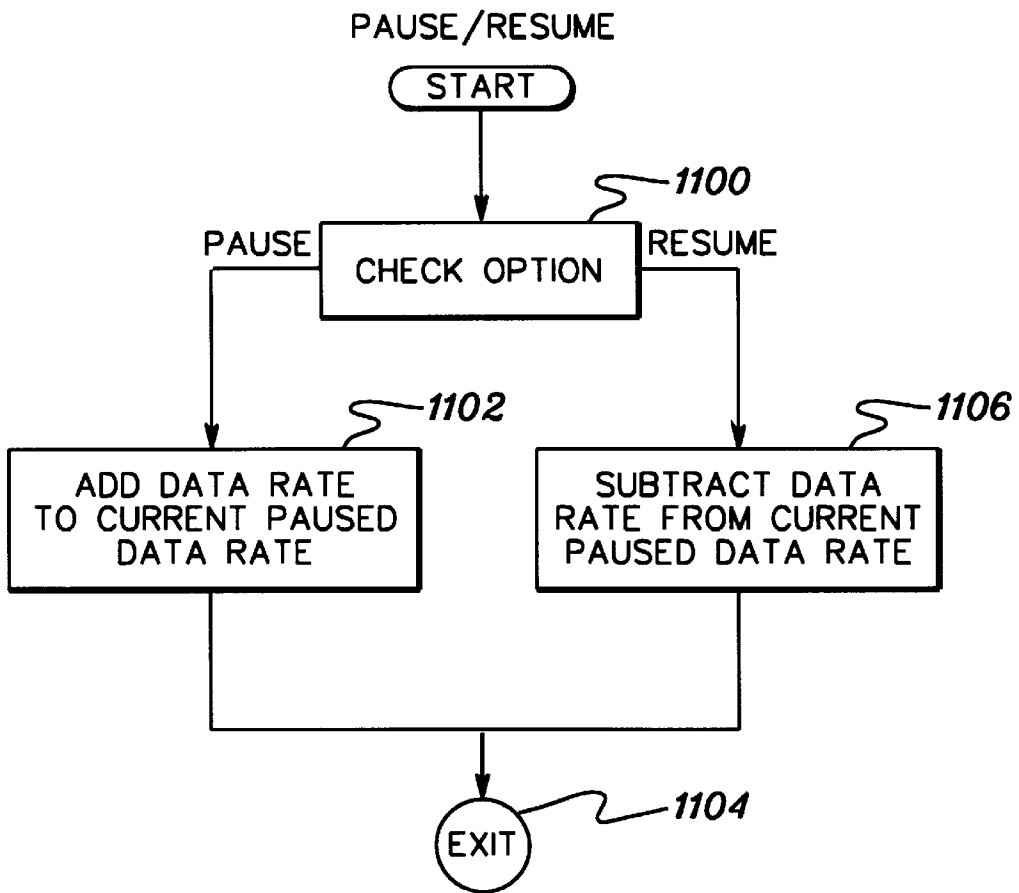 PAUSE/RESUME
START
1100
PAUSE
RESUME
CHECK OPTION
1102
1106
ADD DATA RATE
TO CURRENT PAUSED
DATA RATE
SUBTRACT DATA
RATE FROM CURRENT
PAUSED DATA RATE
1104
EXIT